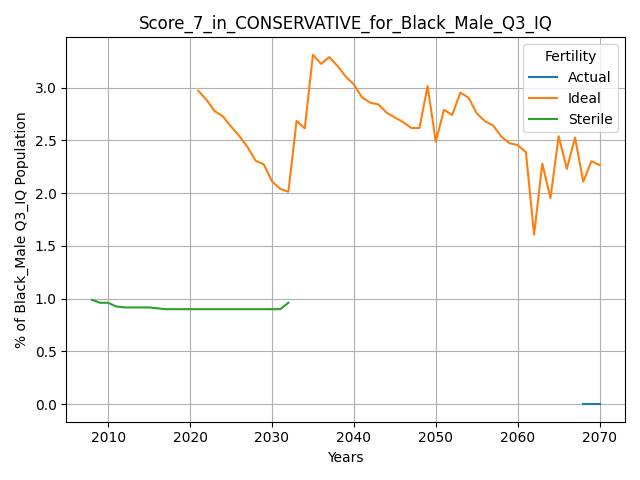 Score_7_in_CONSERVATIVE_for_Black_Male_Q3_IQ
% of Black_Male Q3_IQ Population
3.0
2.5
2.0
1.5
1.0
0.5
0.0
Fertility
Actual
Ideal
Sterile
2010 2020 2030 2040 2050 2060 2070
Years